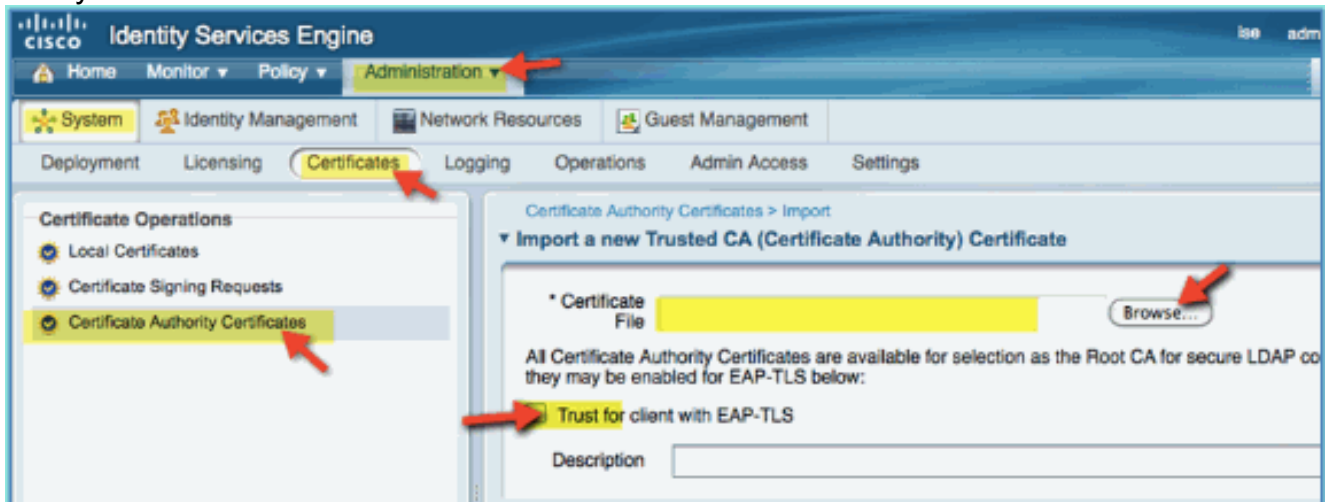 cisco Identity Services Engine ise adm
Home Monitor Policy Administration
System Identity Management Network Resources Guest Management
Deployment Licensing Certificates Logging Operations Admin Access Settings
Certificate Operations
Local Certificates
Certificate Signing Requests
Certificate Authority Certificates
Certificate Authority Certificates > Import
Import a new Trusted CA (Certificate Authority) Certificate
* Certificate
File
Browse...
All Certificate Authority Certificates are available for selection as the Root CA for secure LDAP co
they may be enabled for EAP-TLS below:
Trust for client with EAP-TLS
Description